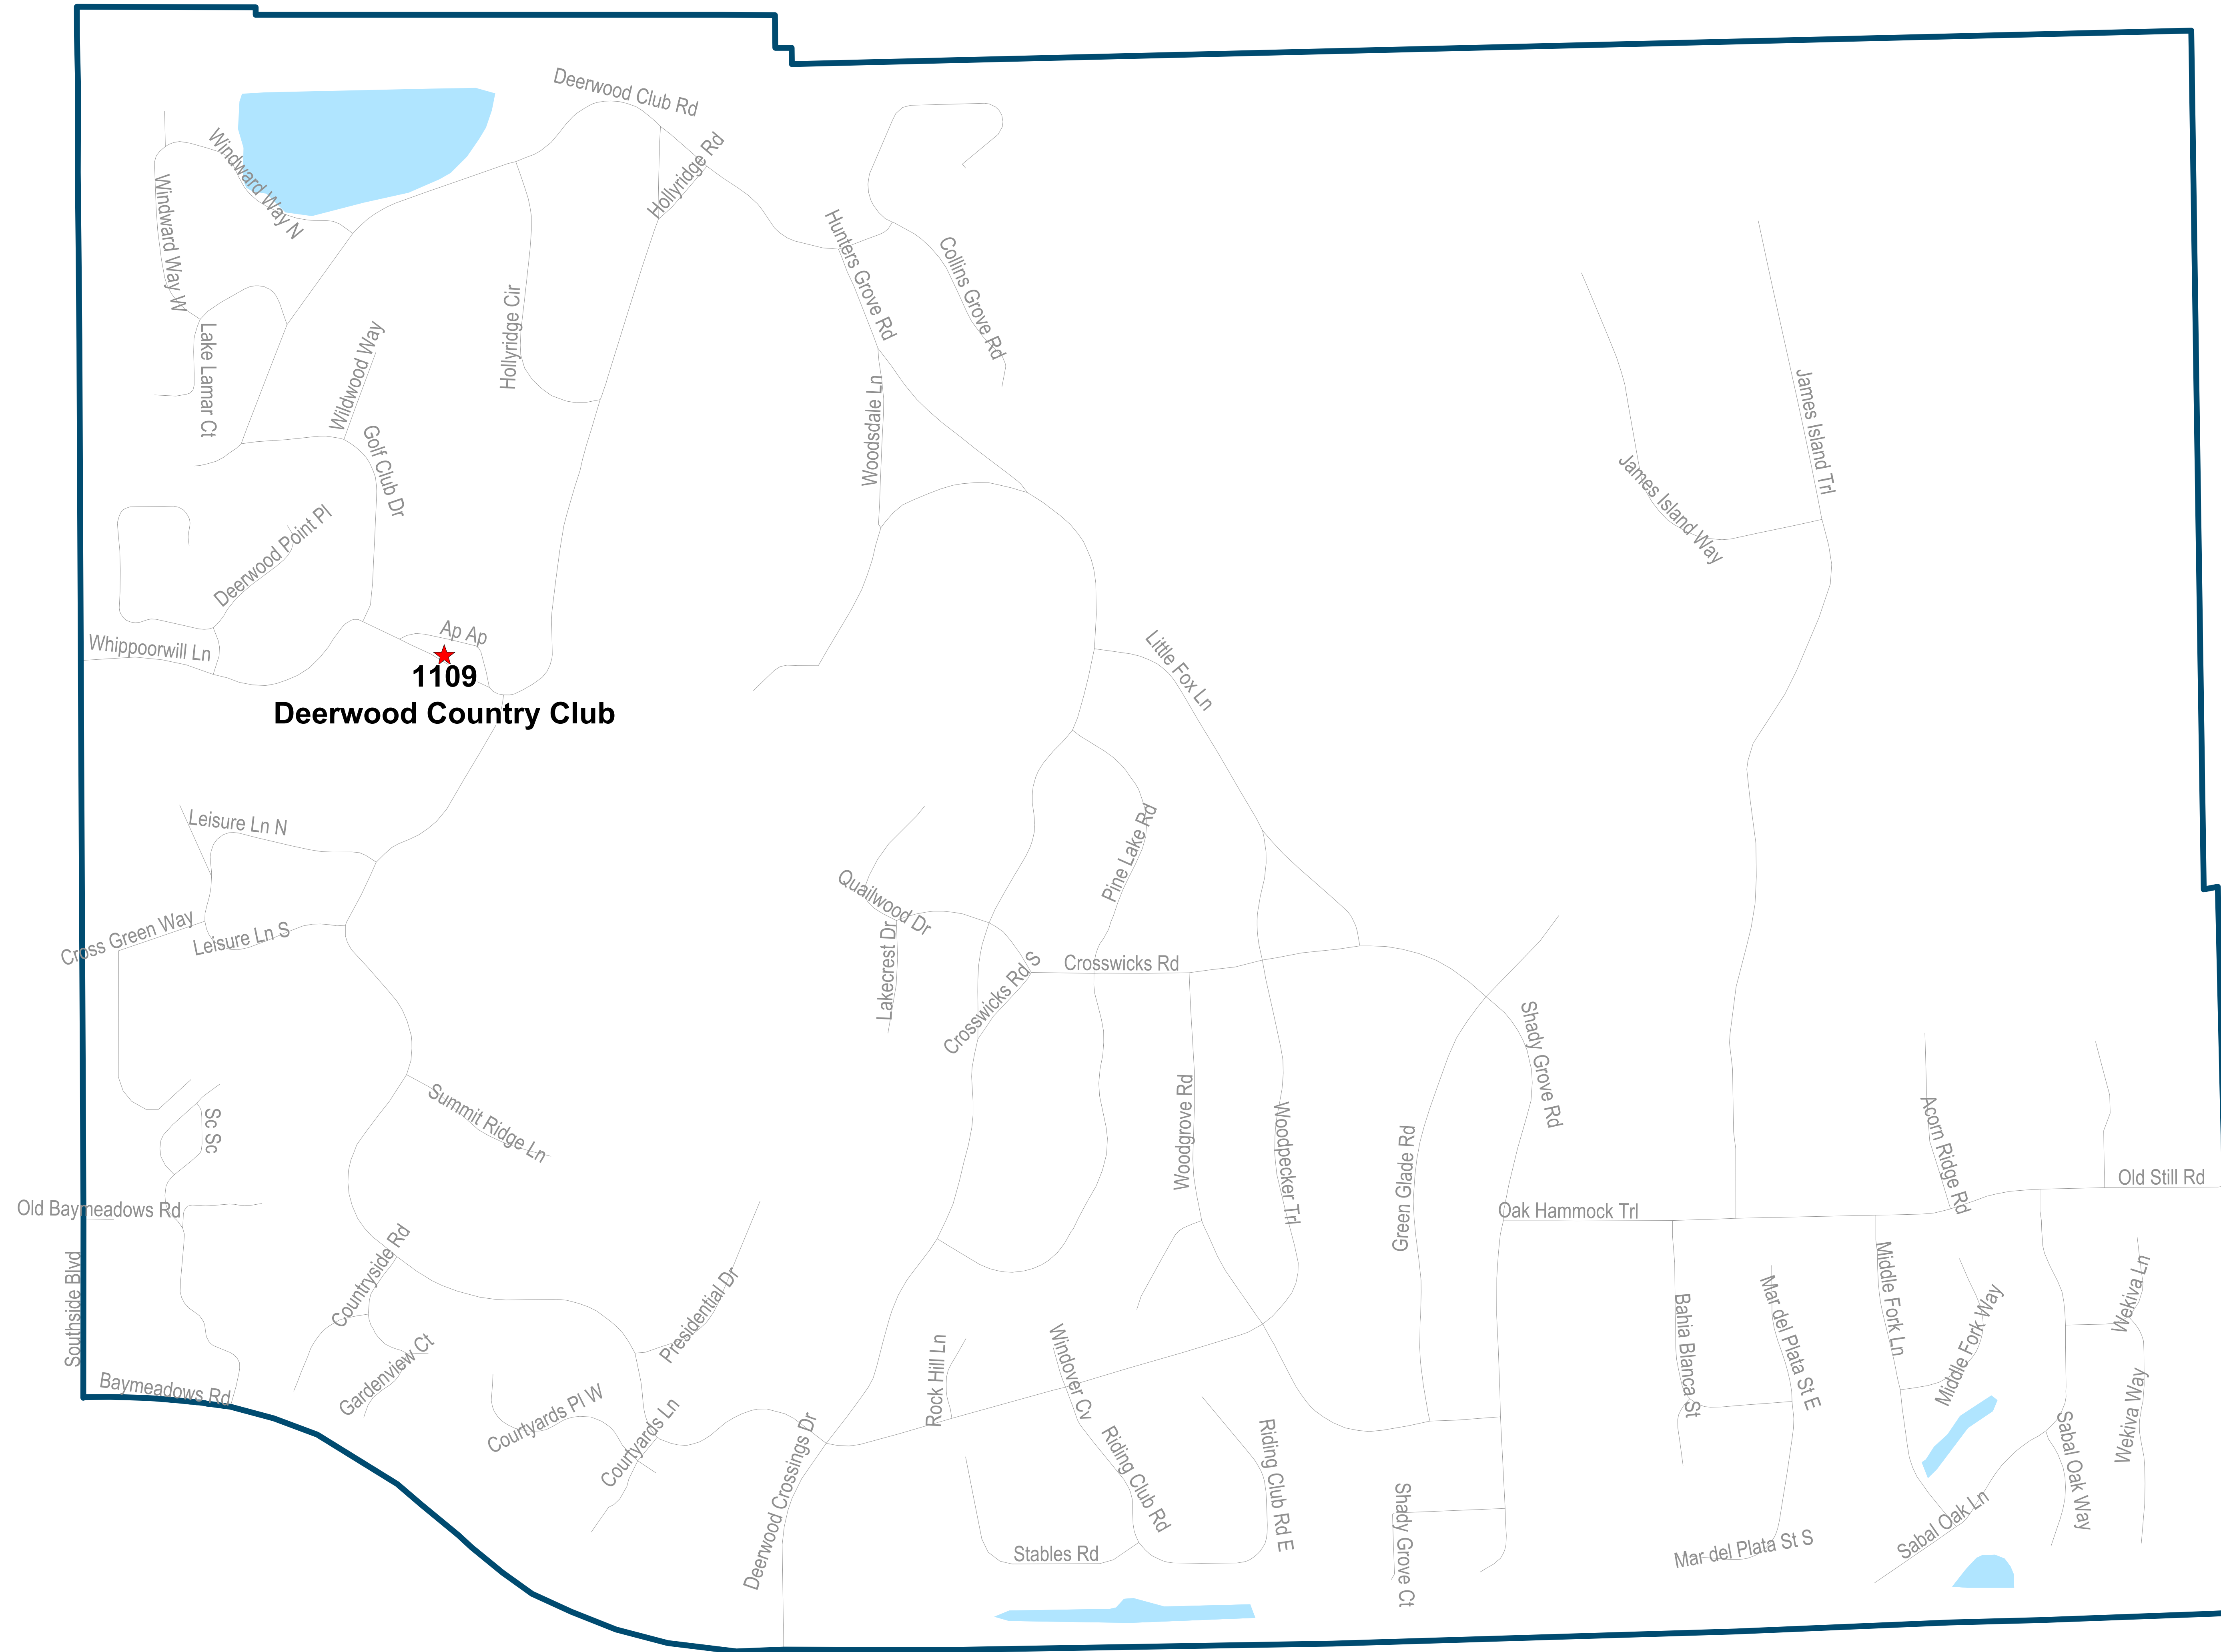 Deerwood Club Rd
Windward Way N
Hollyridge Rd
Windward Way W
Hunters Grove Rd
Collins Grove Rd
Hollyridge Cir
Lake Lamar Ct
Wildwood Way
Woodsdale Ln
James Island Trl
Golf Club Dr
James Island Way
Deerwood Point Pl
Ap Ap
Whippoorwill Ln
1109
Deerwood Country Club
Little Fox Ln
Leisure Ln N
Pine Lake Rd
Quailwood Dr
Cross Green Way
Leisure Ln S
Lakecrest Dr
Crosswicks Rd S
Crosswicks Rd
Shady Grove Rd
Sc Sc
Summit Ridge Ln
Woodgrove Rd
Woodpecker Trl
Green Glade Rd
Acorn Ridge Rd
Old Still Rd
Old Baymeadows Rd
Oak Hammock Trl
Southside Blvd
Countryside Rd
Presidential Dr
Bahia Blanca St
Mar del Plata St E
Middle Fork Ln
Middle Fork Way
Wekiva Ln
Gardenview Ct
Rock Hill Ln
Windover Cv
Baymeadows Rd
Courtyards Pl W
Courtyards Ln
Deerwood Crossings Dr
Riding Club Rd
Riding Club Rd E
Wekiva Way
Sabal Oak Way
Shady Grove Ct
Sabal Oak Ln
Stables Rd
Mar del Plata St S